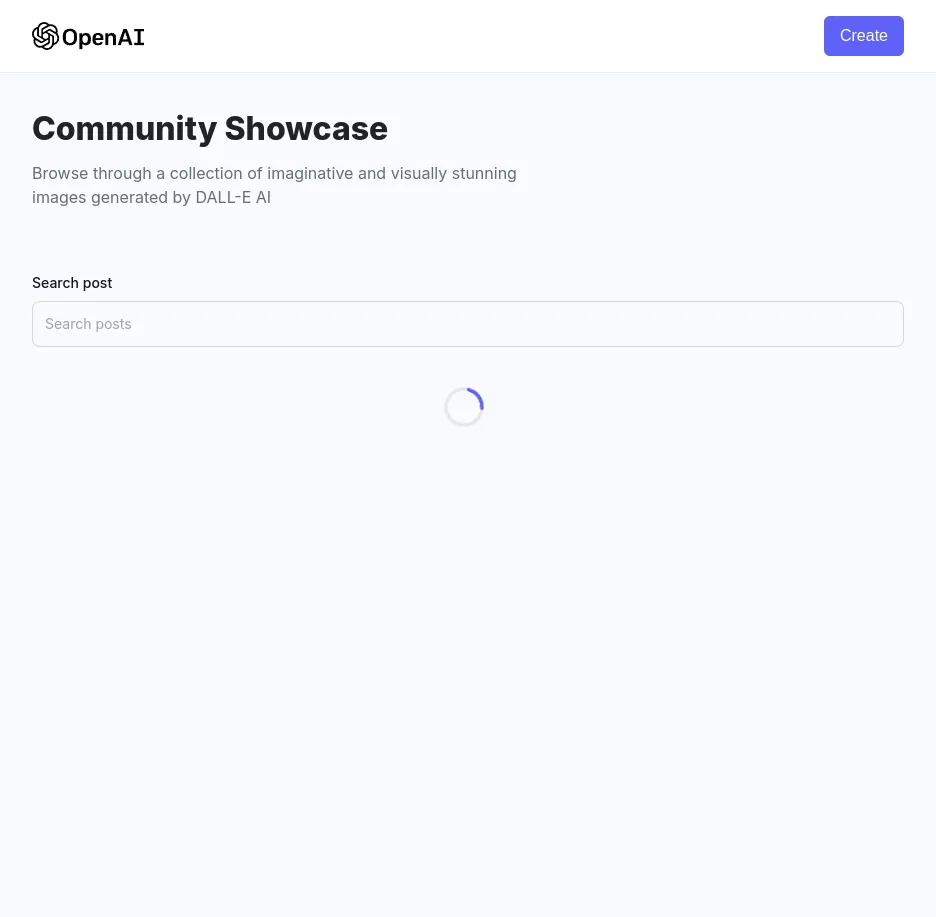 OpenAI
Create
Community Showcase
Browse through a collection of imaginative and visually stunning
images generated by DALL-E AI
Search post
Search posts